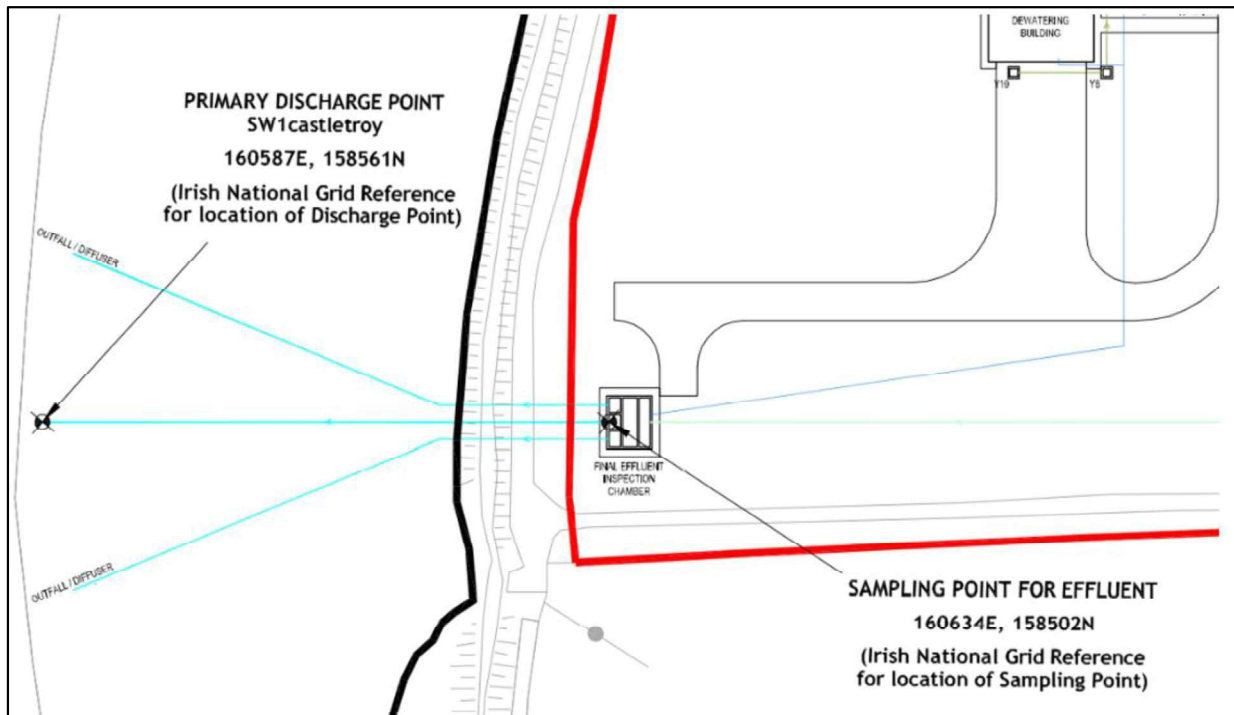 DEWATERING
BUILDING
Y19
Y8
PRIMARY DISCHARGE POINT
SW1castletroy
160587E, 158561N
(Irish National Grid Reference
for location of Discharge Point)
OUTFALL / DIFFUSER
FINAL EFFLUENT
INSPECTION
CHAMBER
OUTFALL / DIFFUSER
SAMPLING POINT FOR EFFLUENT
160634E, 158502N
(Irish National Grid Reference
for location of Sampling Point)